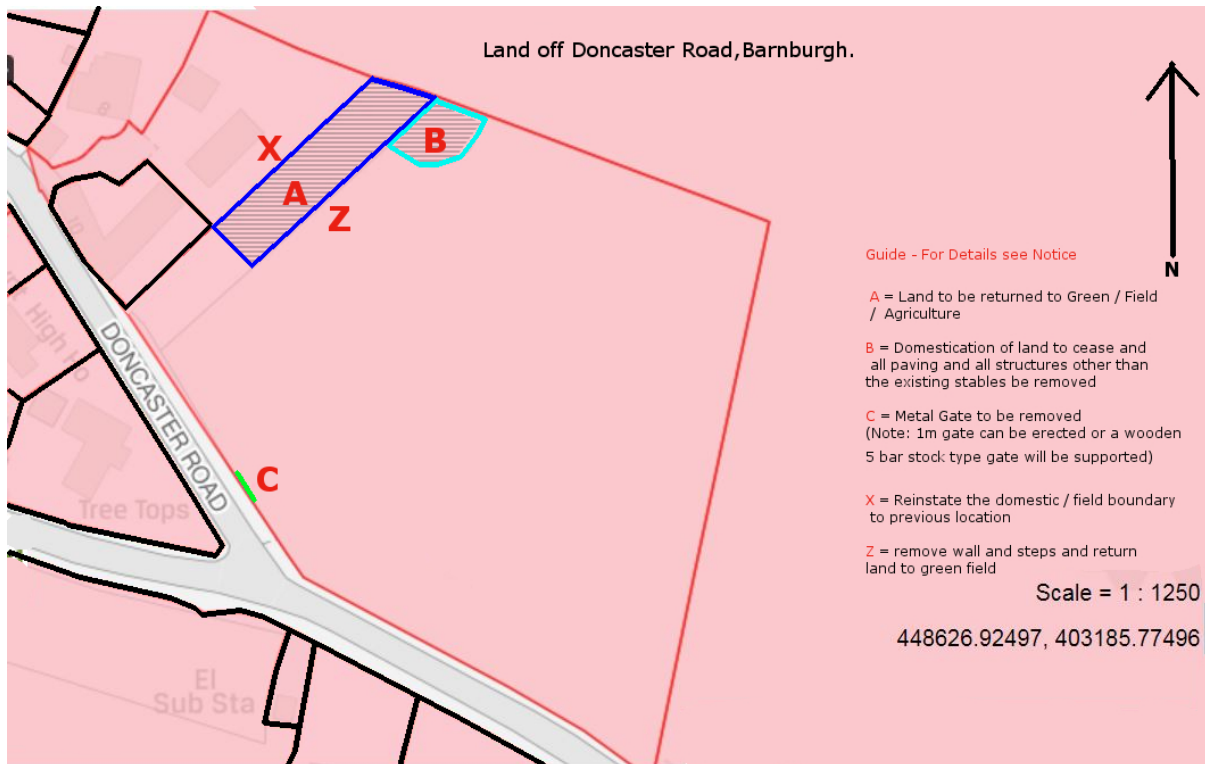 Land off Doncaster Road,Barnburgh.
8
X
B
A
Z
N
Guide - For Details see Notice
A = Land to be returned to Green / Field
/ Agriculture
B = Domestication of land to cease and
all paving and all structures other than
the existing stables be removed
C = Metal Gate to be removed
(Note: 1m gate can be erected or a wooden
5 bar stock type gate will be supported)
X = Reinstate the domestic / field boundary
to previous location
Z = remove wall and steps and return
land to green field
Scale = 1 : 1250
448626.92497, 403185.77496
High
DONCASTER ROAD
C
Tree Tops
El
Sub Sta